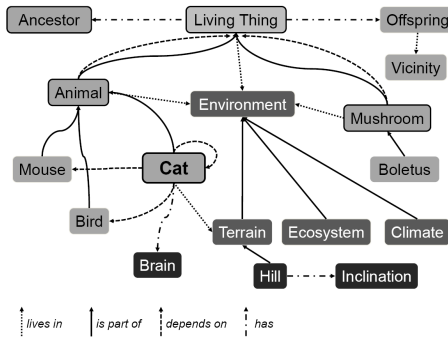 Ancestor
Living Thing
Offspring
Vicinity
Animal
Environment
Mushroom
Mouse
Cat
Boletus
Bird
Terrain
Ecosystem
Climate
Brain
Hill
Inclination
lives in
is part of
depends on
has